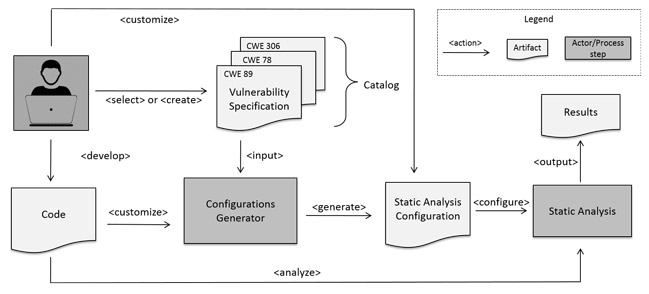 <customize>
Legend
<action>
Artifact
Actor/Process
step
CWE 306
CWE 78
CWE 89
Vulnerability
Specification
Catalog
<select> or <create>
Results
<develop>
<input>
<output>
Code
<customize>
Configurations
Generator
<generate>
Static Analysis
Configuration
<configure>
Static Analysis
<analyze>